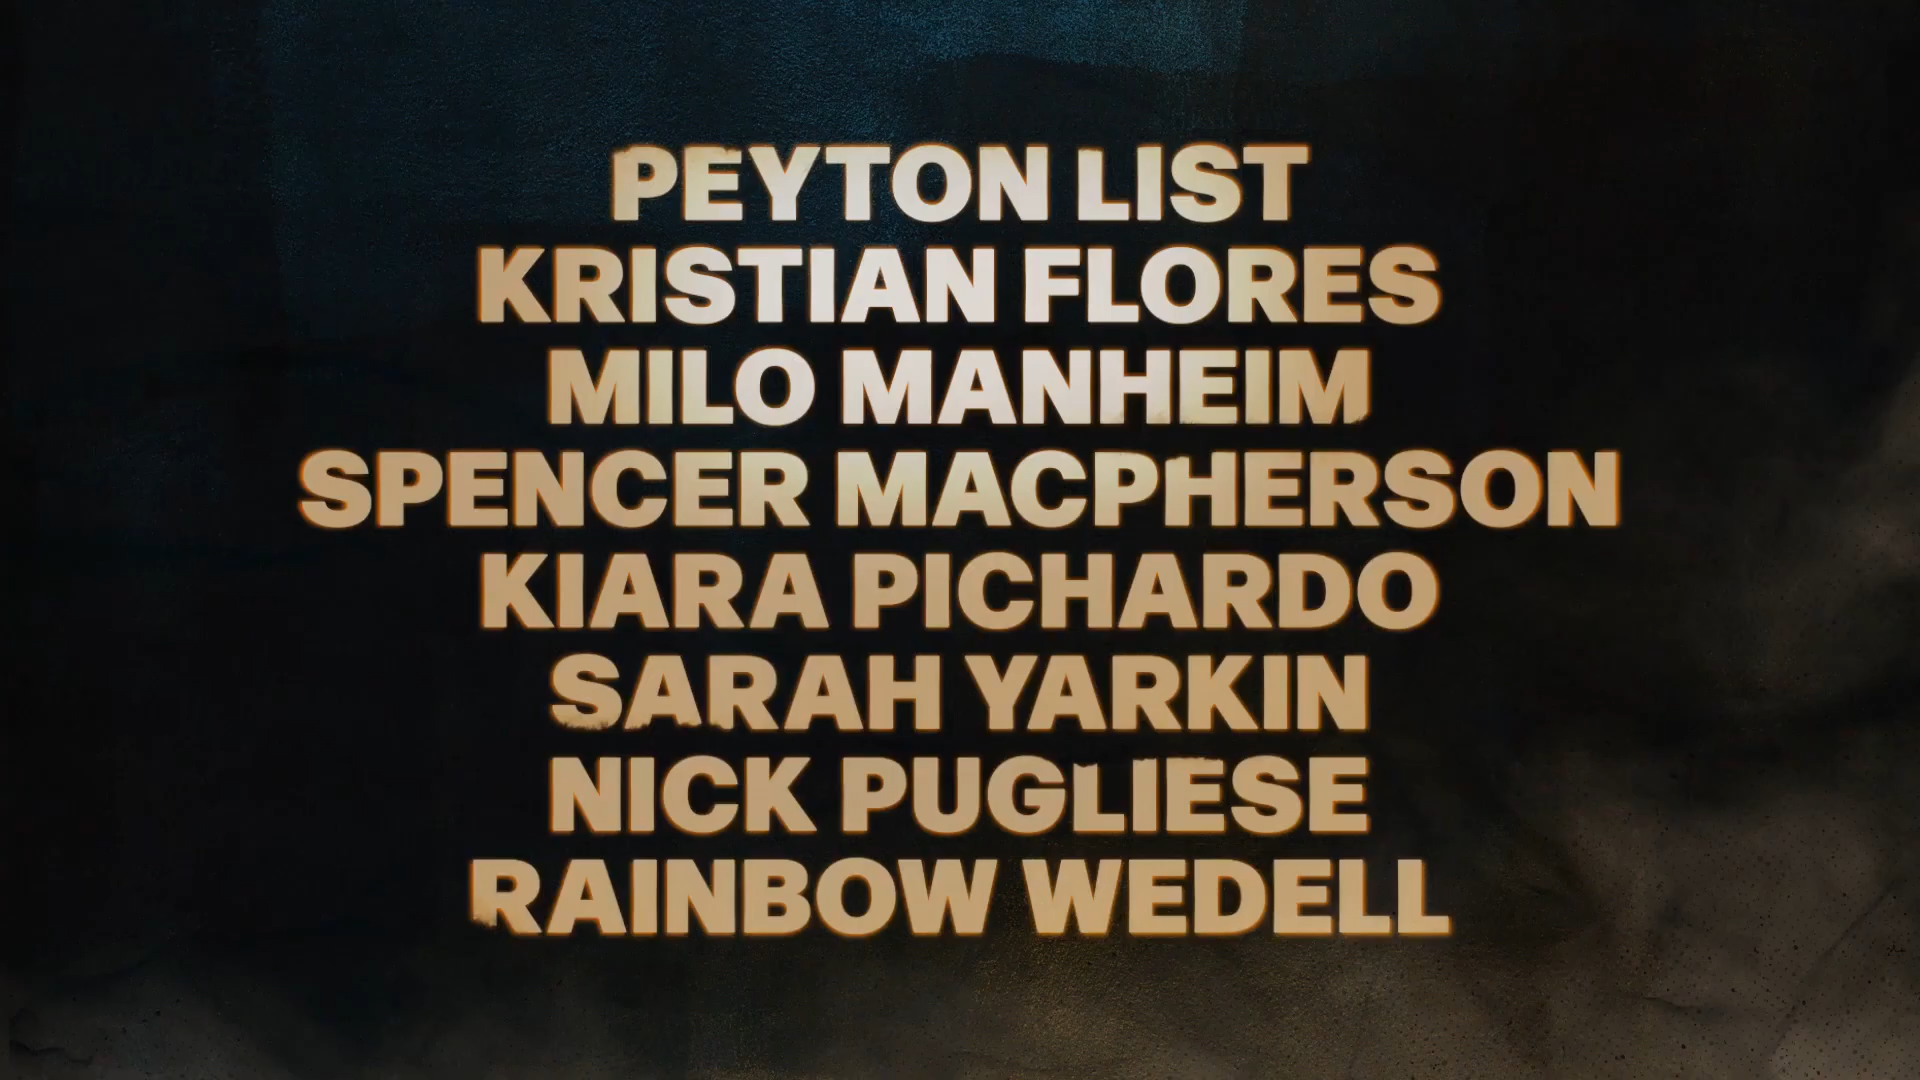 PEYTON LIST
KRISTIAN FLORES
MILO MANHEIM
SPENCER MACPHERSON
KIARA PICHARDO
SARAH YARKIN
NICK PUGLIESE
RAINBOW WEDELL